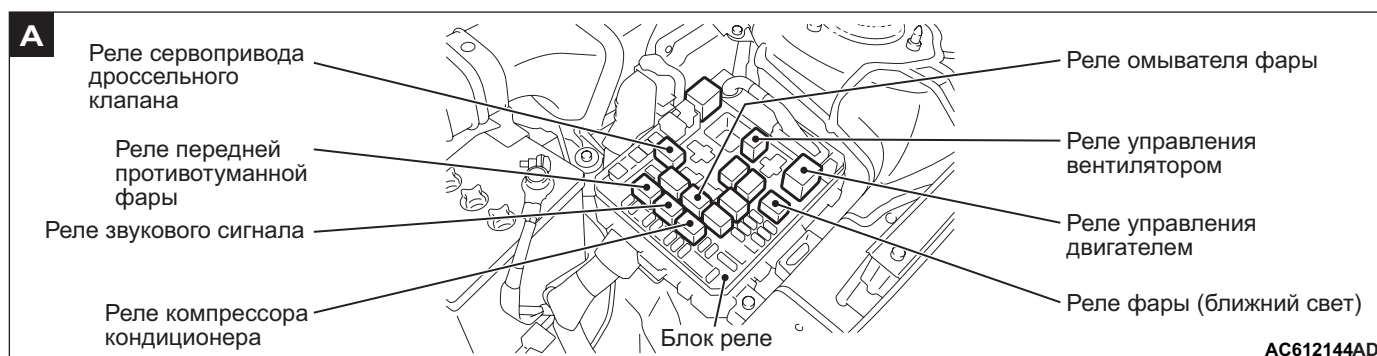 A
Реле сервопривода
дроссельного
клапана
Реле передней
противотуманной
фары
Реле звукового сигнала
Реле компрессора
кондиционера
Блок реле
Реле омывателя фары
Реле управления
вентилятором
Реле управления
двигателем
Реле фары (ближний свет)
AC612144AD